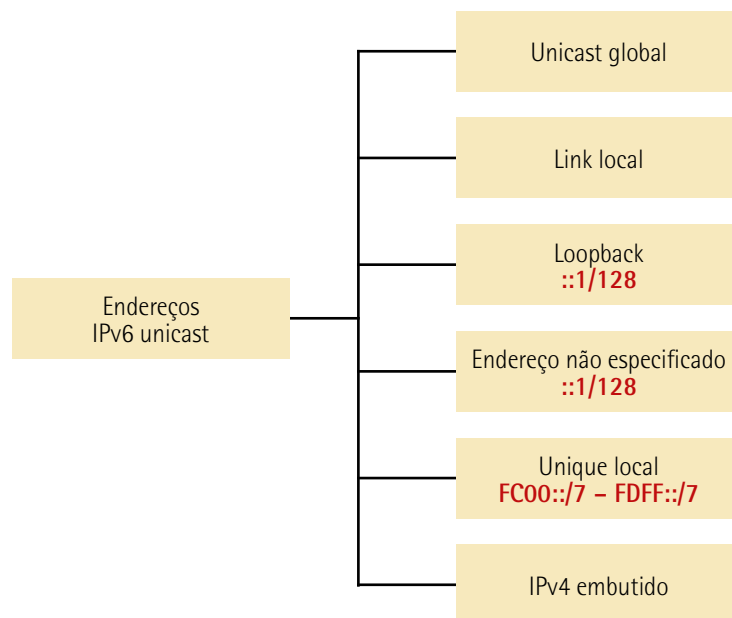 Unicast global
Link local
Loopback
::1/128
Endereços
IPv6 unicast
Endereço não especificado
::1/128
Unique local
FC00::/7 – FDFF::/7
IPv4 embutido